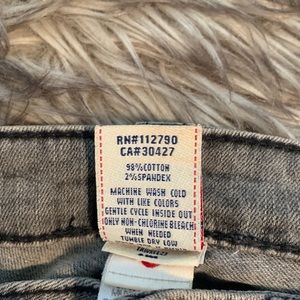 RN#112790
CA#30427
98%COTTON
2%SPANDEX
MACHINE WASH COLD
WITH LIKE COLORS
GENTLE CYCLE INSIDE OUT
ONLY NON-CHLORINE BLEACH
WHEN NEEDED
TUMBLE DRY LOW